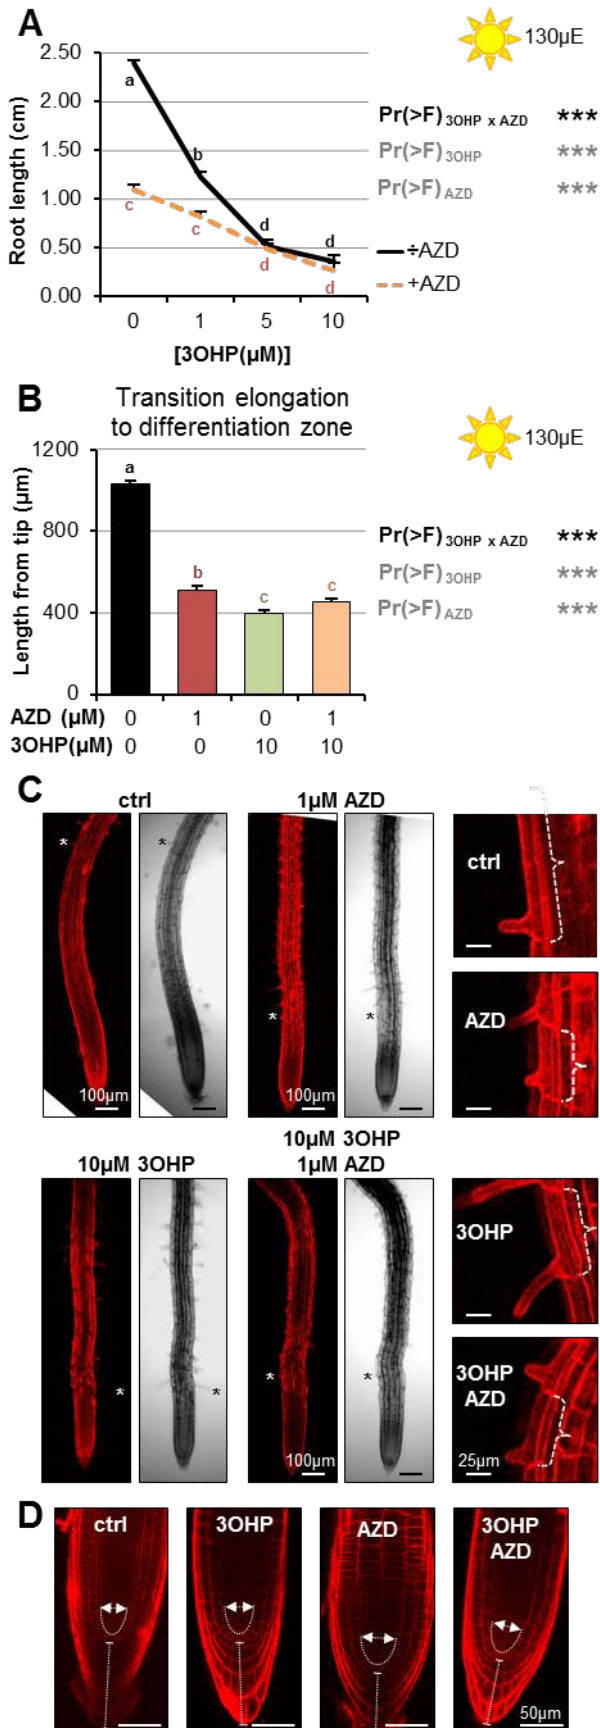 A
130µE
Root length (cm)
2.50
2.00
1.50
1.00
0.50
0.00
a
b
d
d
c
c
d
d
0 1 5 10
[3OHP(µM)]
Pr(>F)3OHP x AZD ***
Pr(>F)3OHP ***
Pr(>F)AZD ***
÷AZD
+AZD
B
Transition elongation
to differentiation zone
130µE
Length from tip (µm)
1200
800
400
0
a
b
c
c
AZD (µM) 0 1 0 1
3OHP(µM) 0 0 10 10
Pr(>F)3OHP x AZD ***
Pr(>F)3OHP ***
Pr(>F)AZD ***
C
ctrl
1µM AZD
* * * *
100µm
100µm
ctrl
AZD
10µM 3OHP
10µM 3OHP
1µM AZD
* * * *
100µm
3OHP
3OHP
AZD
25µm
D
ctrl
3OHP
AZD
3OHP
AZD
50µm